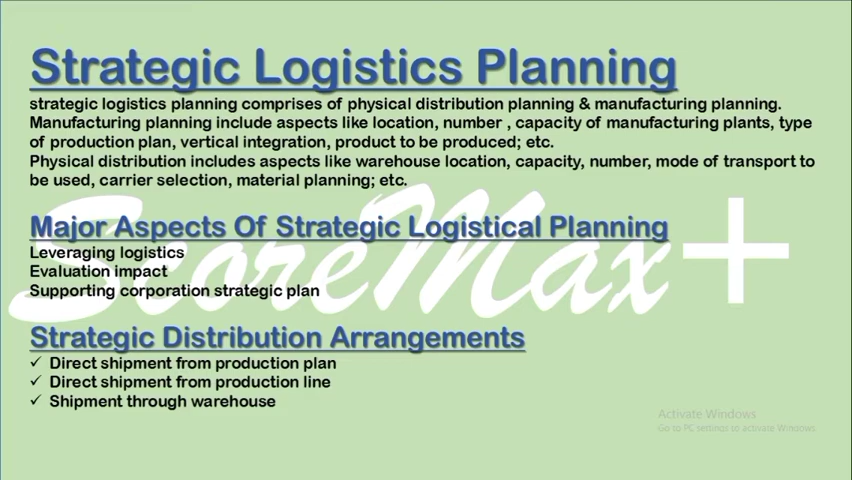 Strategic Logistics Planning
strategic logistics planning comprises of physical distribution planning & manufacturing planning.
Manufacturing planning include aspects like location, number , capacity of manufacturing plants, type
of production plan, vertical integration, product to be produced; etc.
Physical distribution includes aspects like warehouse location, capacity, number, mode of transport to
be used, carrier selection, material planning; etc.
Major Aspects Of Strategic Logistical Planning
Leveraging logistics
Evaluation impact
Supporting corporation strategic plan
ScoreMax+
Strategic Distribution Arrangements
✓ Direct shipment from production plan
✓ Direct shipment from production line
✓ Shipment through warehouse
Activate Windows
Go to PC settings to activate Windows